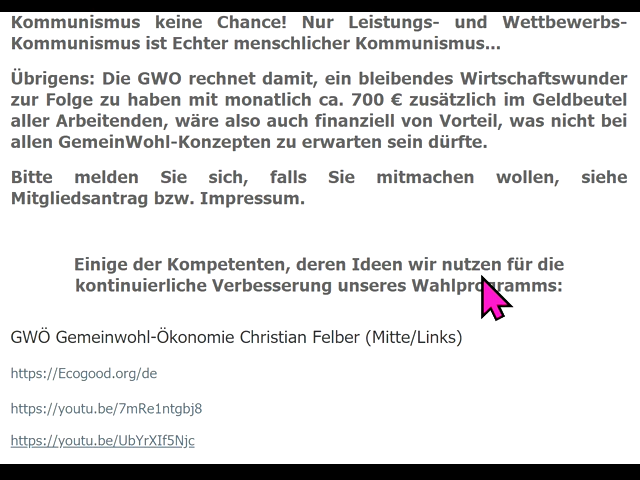 Kommunismus keine Chance! Nur Leistungs- und Wettbewerbs-
Kommunismus ist Echter menschlicher Kommunismus...
Übrigens: Die GWO rechnet damit, ein bleibendes Wirtschaftswunder
zur Folge zu haben mit monatlich ca. 700 € zusätzlich im Geldbeutel
aller Arbeitenden, wäre also auch finanziell von Vorteil, was nicht bei
allen GemeinWohl-Konzepten zu erwarten sein dürfte.
Bitte melden Sie sich, falls Sie mitmachen wollen, siehe
Mitgliedsantrag bzw. Impressum.
Einige der Kompetenten, deren Ideen wir nutzen für die
kontinuierliche Verbesserung unseres Wahlprogramms:
GWÖ Gemeinwohl-Ökonomie Christian Felber (Mitte/Links)
https://Ecogood.org/de
https://youtu.be/7mRe1ntgbj8
https://youtu.be/UbYrXIf5Njc